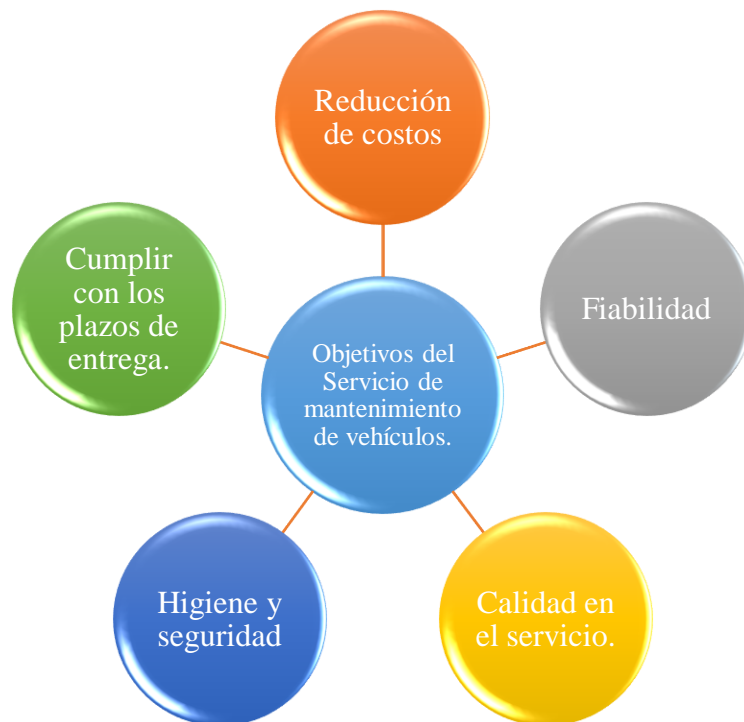 Reducción
de costos
Cumplir
con los
plazos de
entrega.
Fiabilidad
Objetivos del
Servicio de
mantenimiento
de vehículos.
Higiene y
seguridad
Calidad en
el servicio.